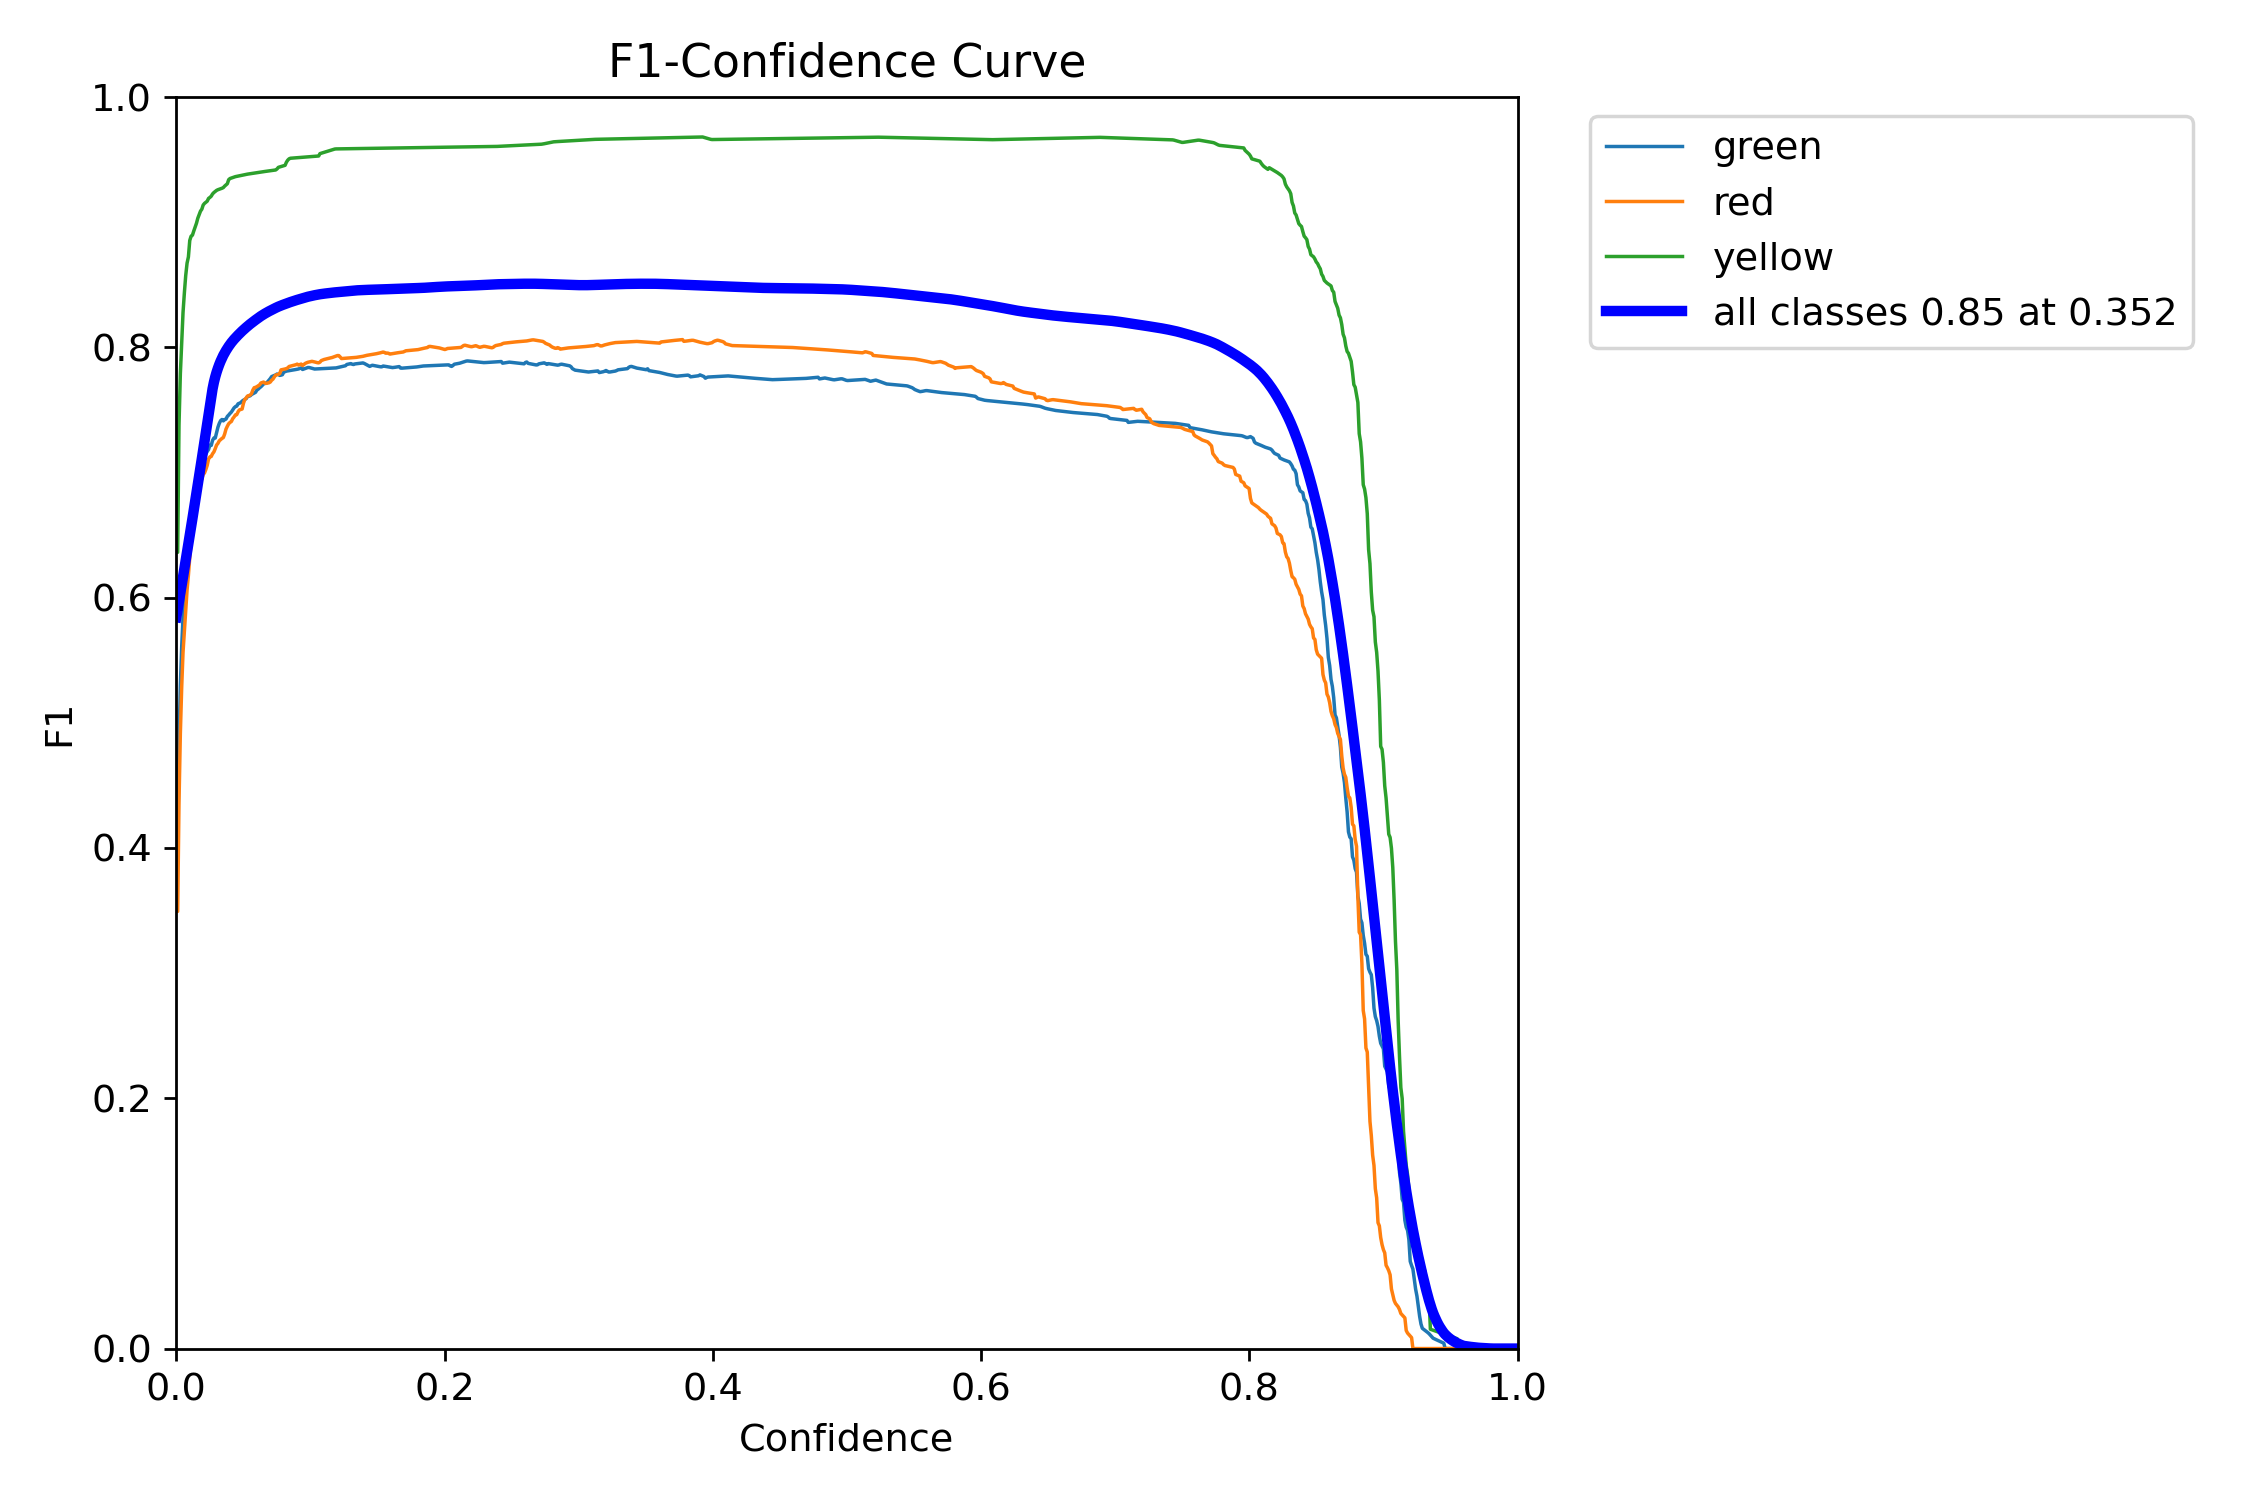 F1-Confidence Curve
1.0
0.8
0.6
0.4
0.2
0.0
F1
0.0 0.2 0.4 0.6 0.8 1.0
Confidence
green
red
yellow
all classes 0.85 at 0.352